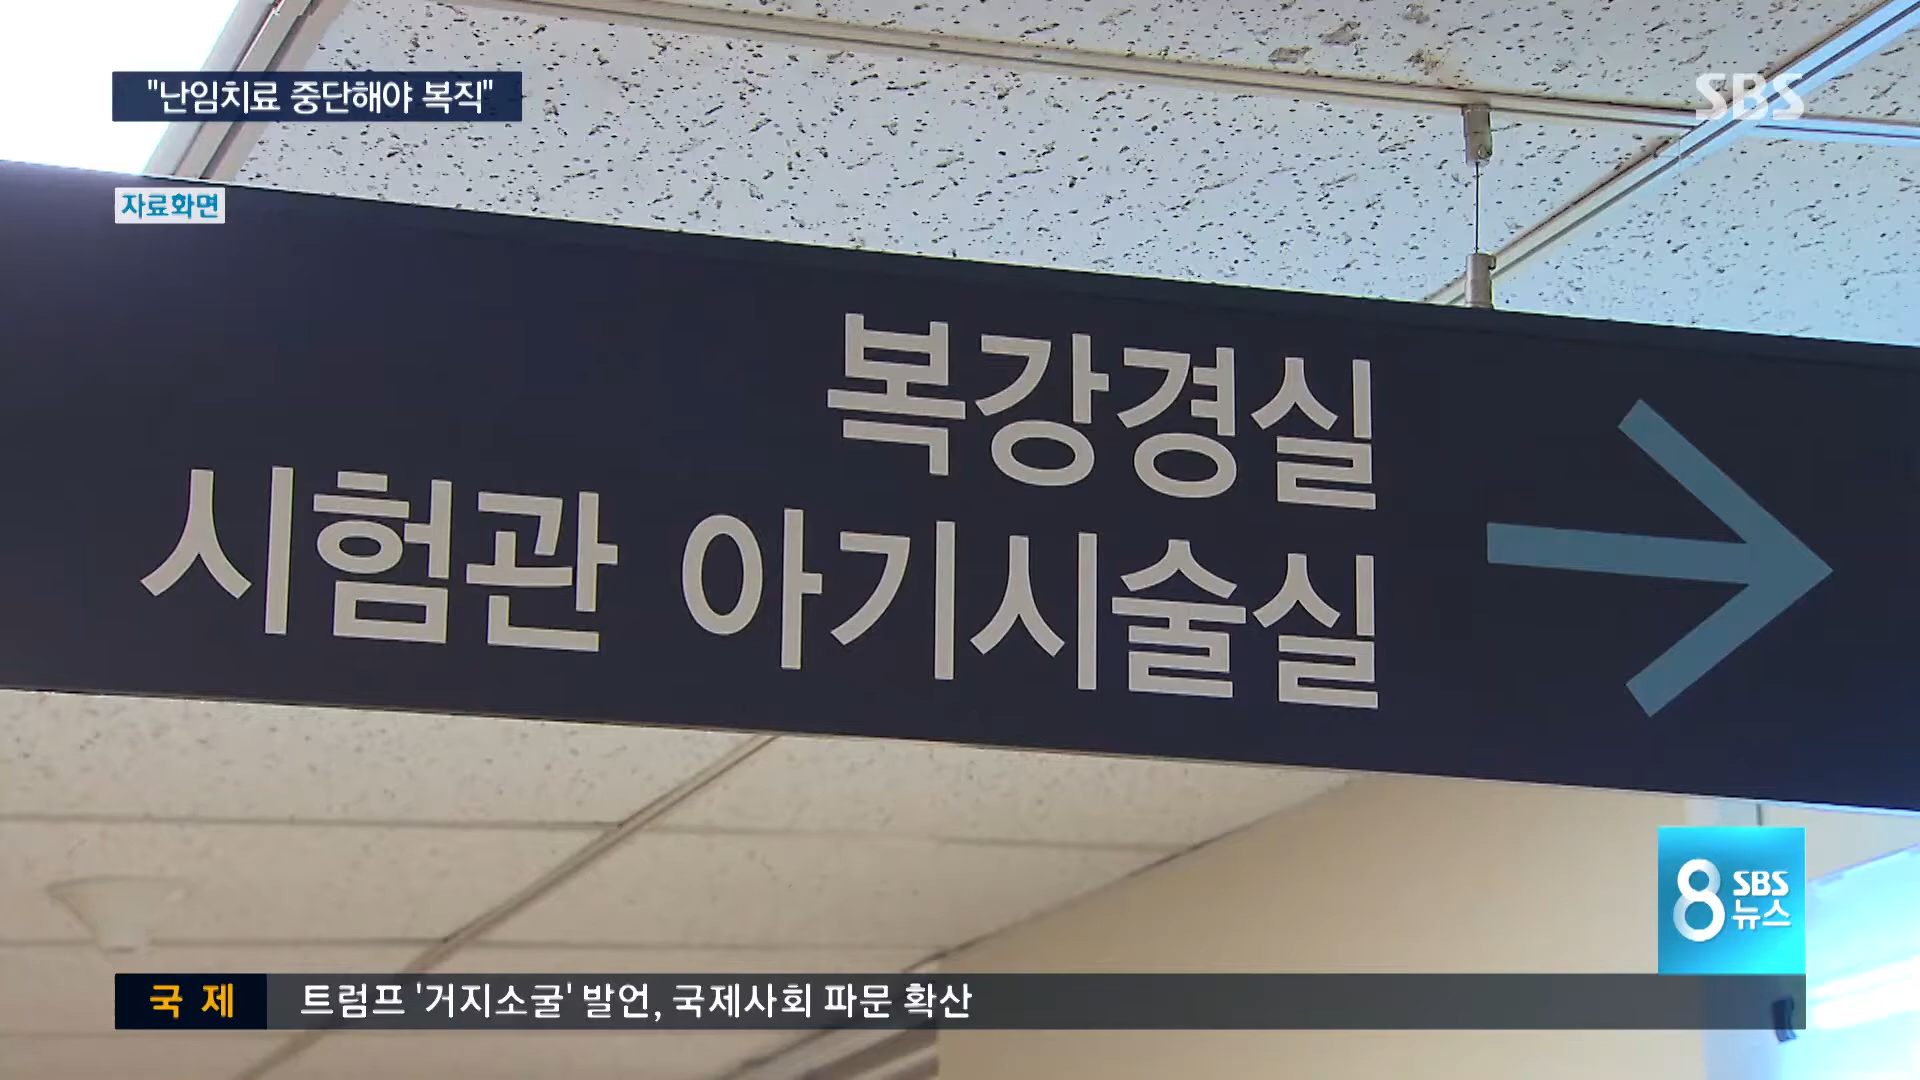 "난임치료 중단해야 복직"
SBS
자료화면
복강경실
시험관 아기시술실
8 SBS 뉴스
국 제 트럼프 '거지소굴' 발언, 국제사회 파문 확산